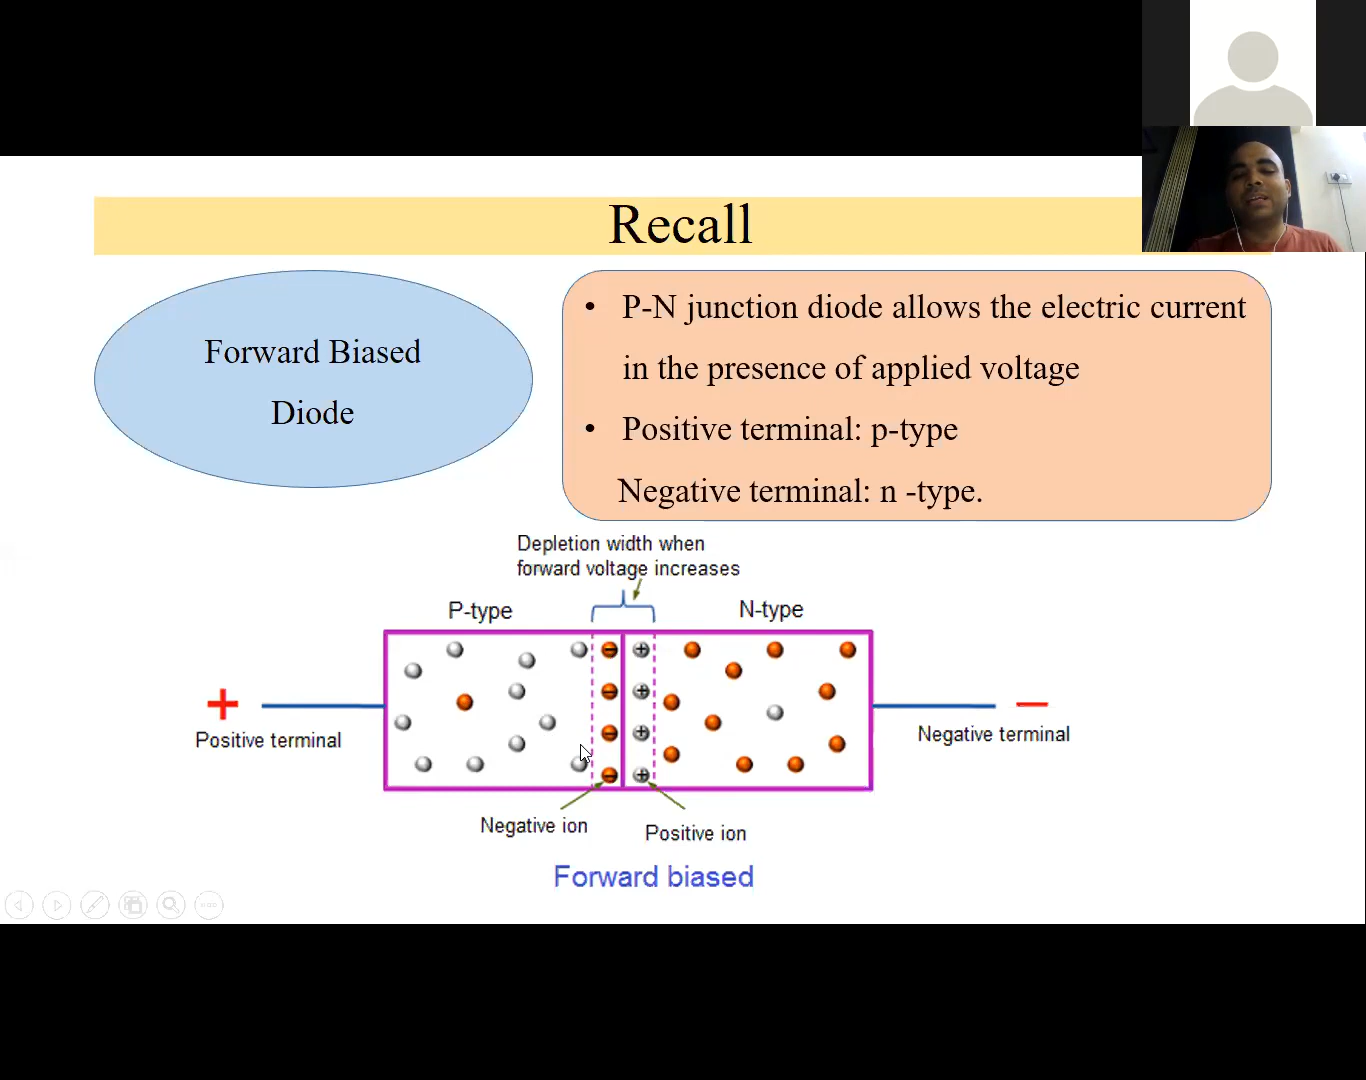 Recall
Forward Biased
Diode
• P-N junction diode allows the electric current
in the presence of applied voltage
• Positive terminal: p-type
Negative terminal: n -type.
Depletion width when
forward voltage increases
P-type
N-type
+
Positive terminal
−
Negative terminal
Negative ion
Positive ion
Forward biased